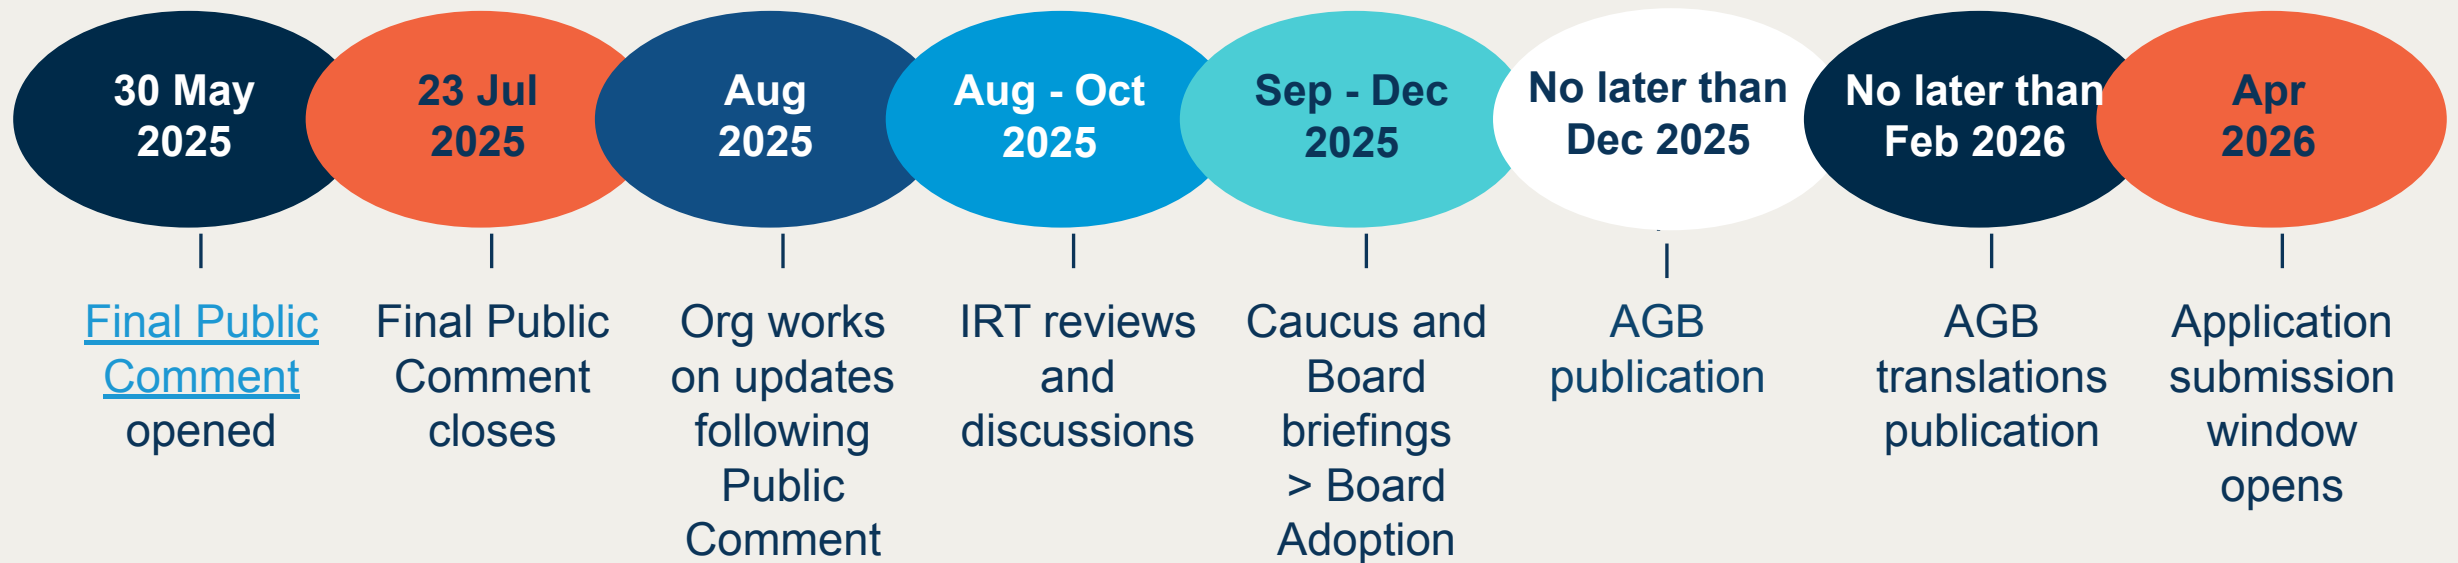 30 May
2025
23 Jul
2025
Aug
2025
Aug - Oct
2025
Sep - Dec
2025
No later than
Dec 2025
No later than
Feb 2026
Apr
2026
Final Public
Comment
opened
Final Public
Comment
closes
Org works
on updates
following
Public
Comment
IRT reviews
and
discussions
Caucus and
Board
briefings
> Board
Adoption
AGB
publication
AGB
translations
publication
Application
submission
window
opens